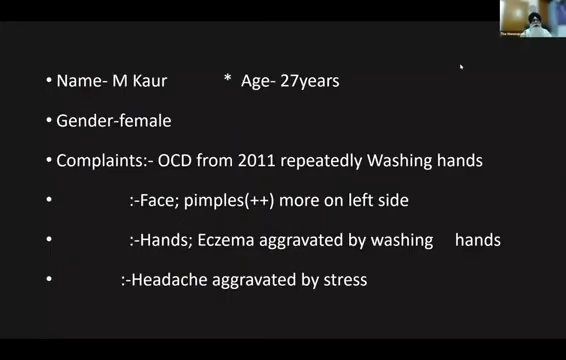 • Name- M Kaur * Age- 27years
• Gender-female
• Complaints:- OCD from 2011 repeatedly Washing hands
• :-Face; pimples(++) more on left side
• :-Hands; Eczema aggravated by washing hands
• :-Headache aggravated by stress